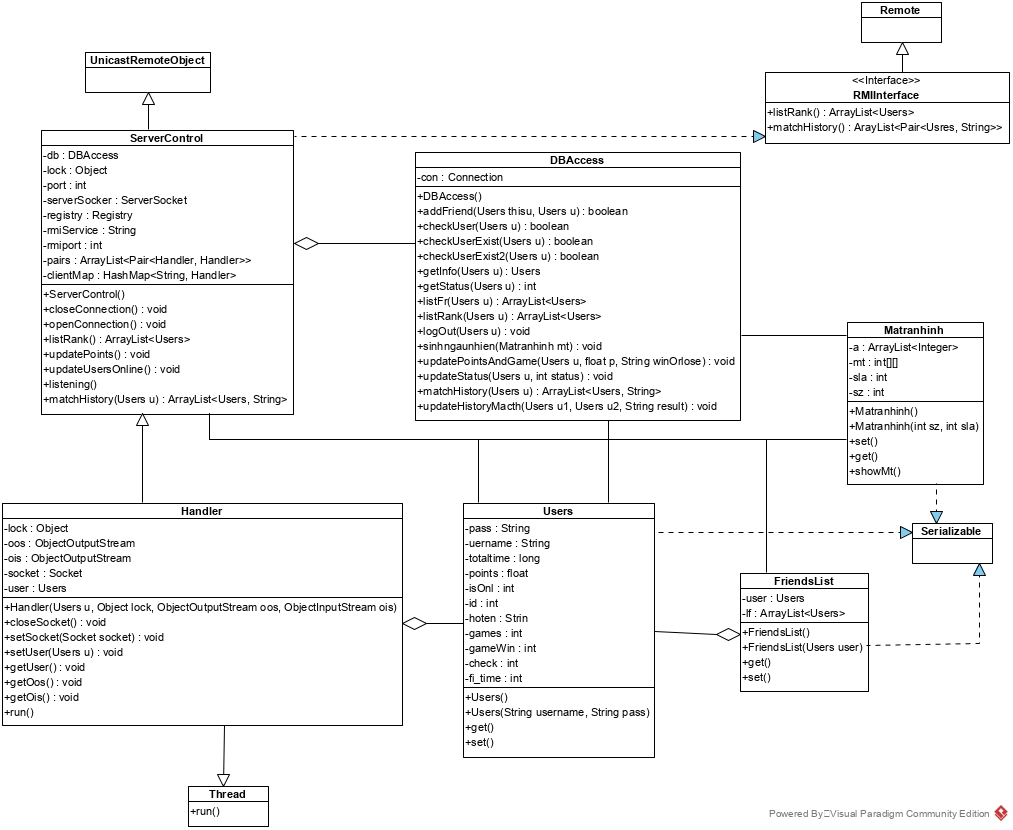 Remote
<<Interface>>
RMIInterface
+listRank() : ArrayList<Users>
+matchHistory() : ArayList<Pair<Usres, String>>
UnicastRemoteObject
ServerControl
-db : DBAccess
-lock : Object
-port : int
-serverSocker : ServerSocket
-registry : Registry
-rmiService : String
-rmiport : int
-pairs : ArrayList<Pair<Handler, Handler>>
-clientMap : HashMap<String, Handler>
+ServerControl()
+closeConnection() : void
+openConnection() : void
+listRank() : ArrayList<Users>
+updatePoints() : void
+updateUsersOnline() : void
+listening()
+matchHistory(Users u) : ArrayList<Users, String>
DBAccess
-con : Connection
+DBAccess()
+addFriend(Users thisu, Users u) : boolean
+checkUser(Users u) : boolean
+checkUserExist(Users u) : boolean
+checkUserExist2(Users u) : boolean
+getInfo(Users u) : Users
+getStatus(Users u) : int
+listFr(Users u) : ArrayList<Users>
+listRank(Users u) : ArrayList<Users>
+logOut(Users u) : void
+sinhngaunhien(Matranhinh mt) : void
+updatePointsAndGame(Users u, float p, String winOrlose) : void
+updateStatus(Users u, int status) : void
+matchHistory(Users u) : ArrayList<Users, String>
+updateHistoryMacth(Users u1, Users u2, String result) : void
Matranhinh
-a : ArrayList<Integer>
-mt : int[][]
-sla : int
-sz : int
+Matranhinh()
+Matranhinh(int sz, int sla)
+set()
+get()
+showMt()
Handler
-lock : Object
-oos : ObjectOutputStream
-ois : ObjectOutputStream
-socket : Socket
-user : Users
+Handler(Users u, Object lock, ObjectOutputStream oos, ObjectInputStream ois)
+closeSocket() : void
+setSocket(Socket socket) : void
+setUser(Users u) : void
+getUser() : void
+getOos() : void
+getOis() : void
+run()
Users
-pass : String
-uername : String
-totaltime : long
-points : float
-isOnl : int
-id : int
-hoten : Strin
-games : int
-gameWin : int
-check : int
-fi_time : int
+Users()
+Users(String username, String pass)
+get()
+set()
Serializable
FriendsList
-user : Users
-lf : ArrayList<Users>
+FriendsList()
+FriendsList(Users user)
+get()
+set()
Thread
+run()
Powered By Visual Paradigm Community Edition